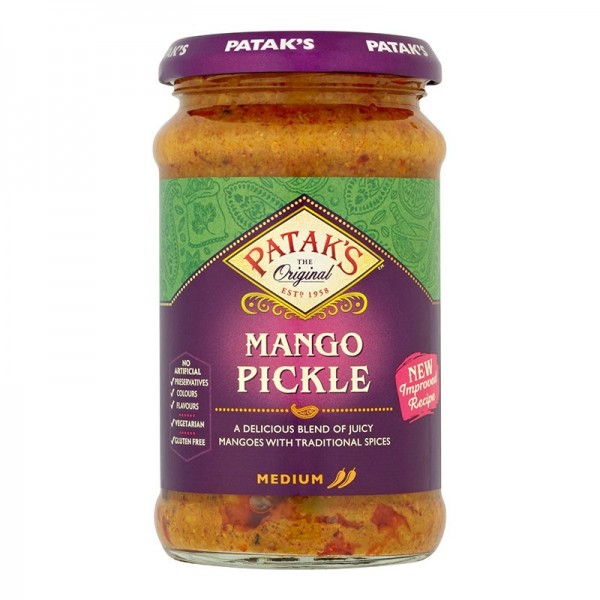 K'S PATAK'S PATAK'S
PATAK'S
THE
Original
ESTD 1958
MANGO
PICKLE
NEW
Improved
Recipe
NO
ARTIFICIAL
PRESERVATIVES
COLOURS
FLAVOURS
VEGETARIAN
GLUTEN FREE
A DELICIOUS BLEND OF JUICY
MANGOES WITH TRADITIONAL SPICES
MEDIUM